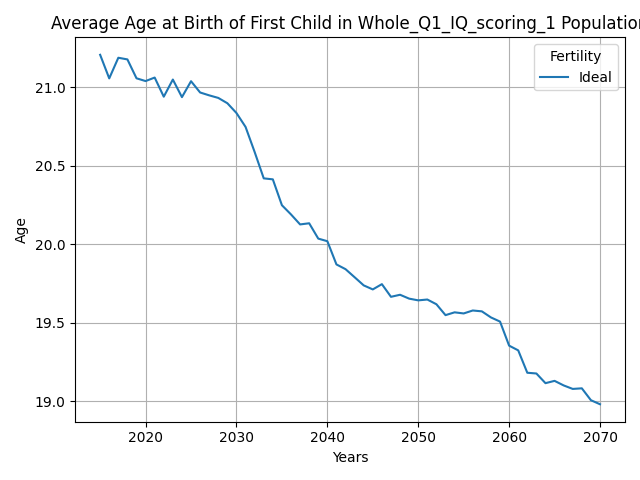 Average Age at Birth of First Child in Whole_Q1_IQ_scoring_1 Population
Fertility
Ideal
21.0
20.5
20.0
19.5
19.0
Age
2020 2030 2040 2050 2060 2070
Years